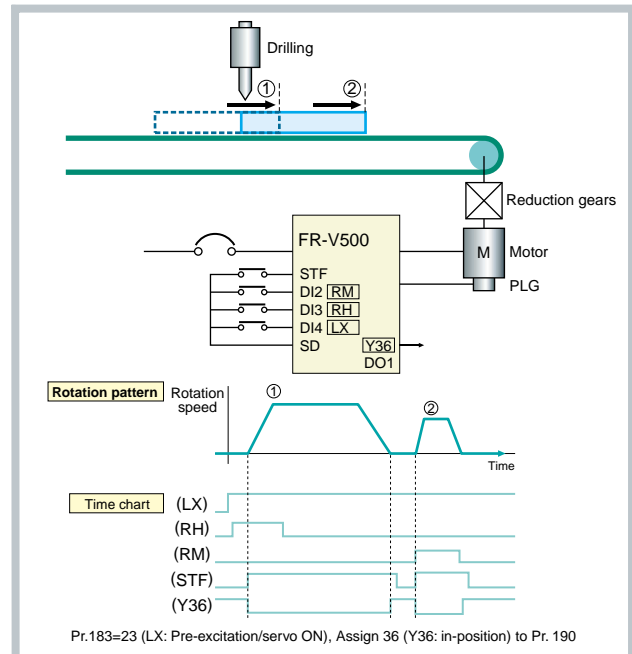 Drilling
① ②
Reduction gears
FR-V500
M
Motor
PLG
STF
DI2 RM
DI3 RH
DI4 LX
SD
Y36
DO1
Rotation pattern
Rotation
speed
①
②
Time
Time chart
(LX)
(RH)
(RM)
(STF)
(Y36)
Pr.183=23 (LX: Pre-excitation/servo ON), Assign 36 (Y36: in-position) to Pr. 190